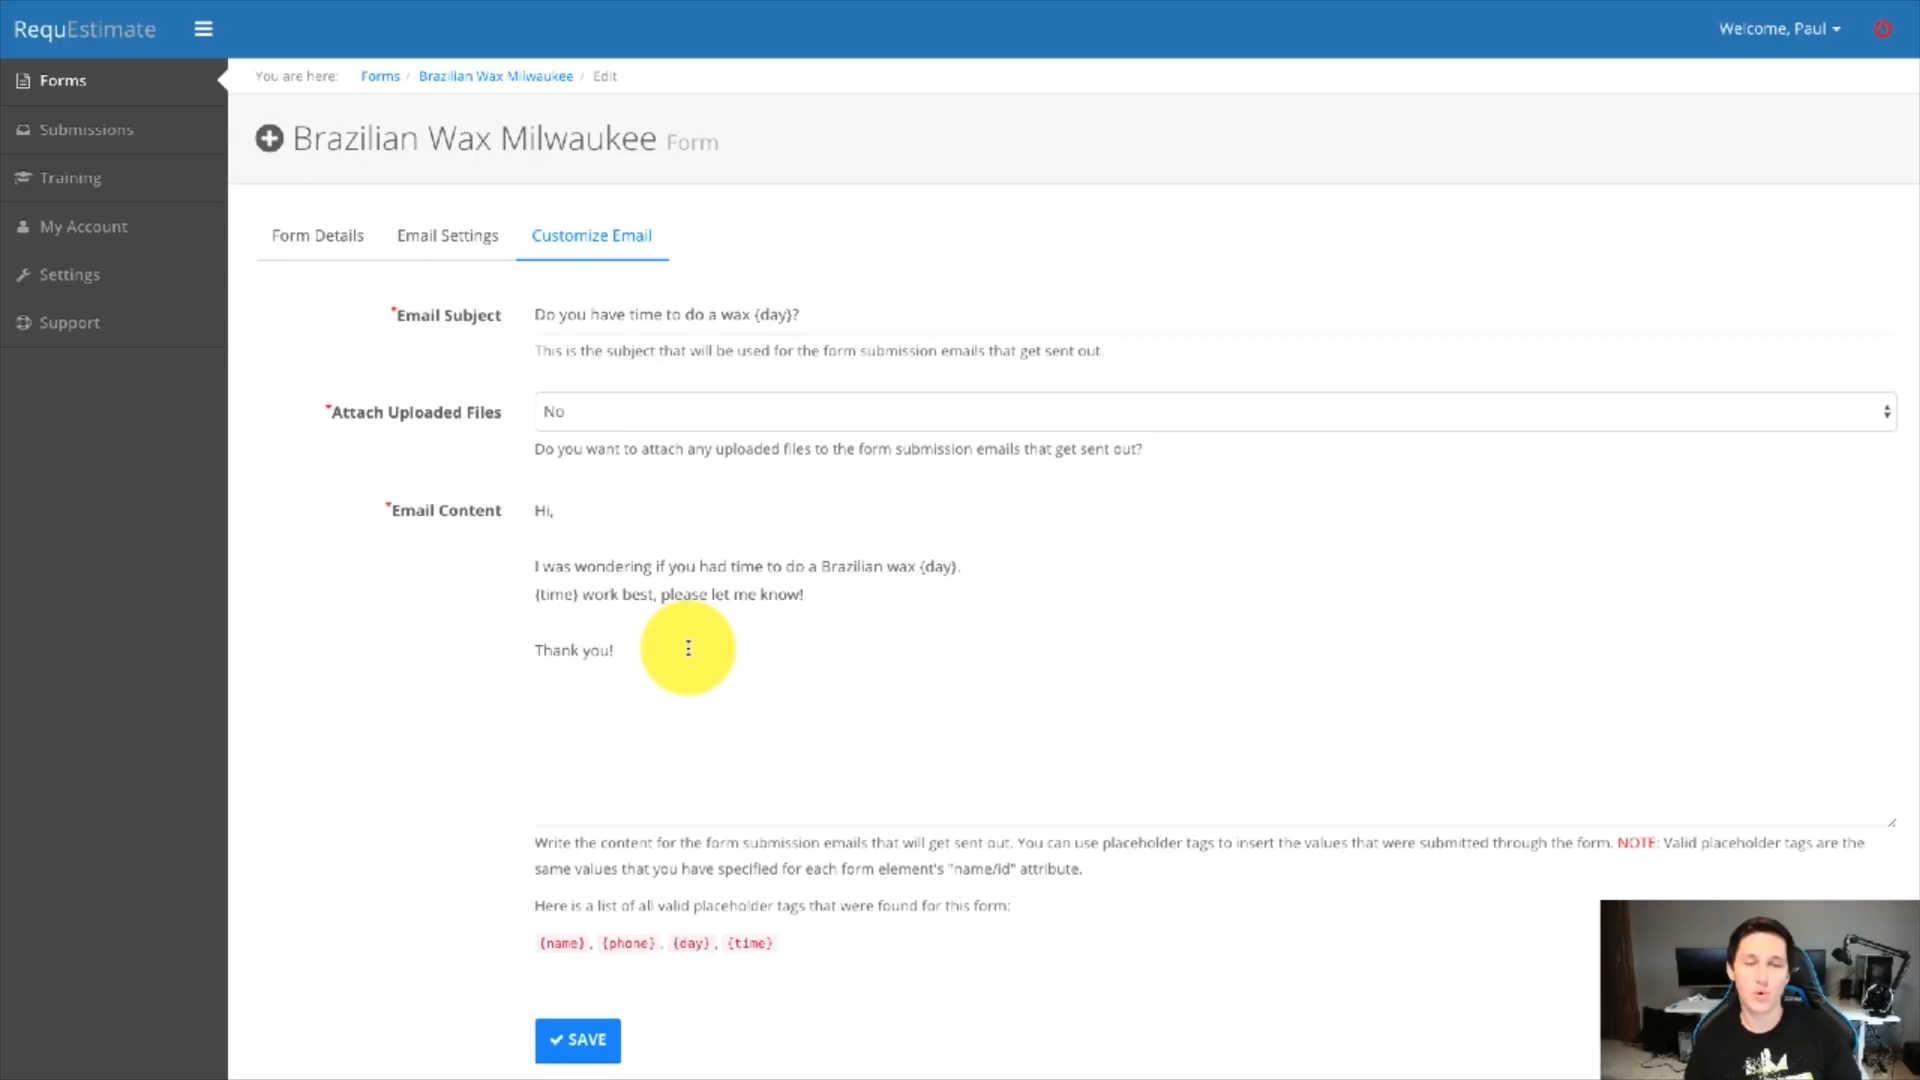 RequEstimate
Welcome, Paul
Forms
Submissions
Training
My Account
Settings
Support
You are here: Forms / Brazilian Wax Milwaukee / Edit
Brazilian Wax Milwaukee Form
Form Details Email Settings Customize Email
*Email Subject Do you have time to do a wax {day}?
This is the subject that will be used for the form submission emails that get sent out.
*Attach Uploaded Files No
Do you want to attach any uploaded files to the form submission emails that get sent out?
*Email Content Hi,
I was wondering if you had time to do a Brazilian wax {day}.
{time} work best, please let me know!
Thank you!
Write the content for the form submission emails that will get sent out. You can use placeholder tags to insert the values that were submitted through the form. NOTE: Valid placeholder tags are the
same values that you have specified for each form element's "name/id" attribute.
Here is a list of all valid placeholder tags that were found for this form:
{name}, {phone}, {day}, {time}
SAVE